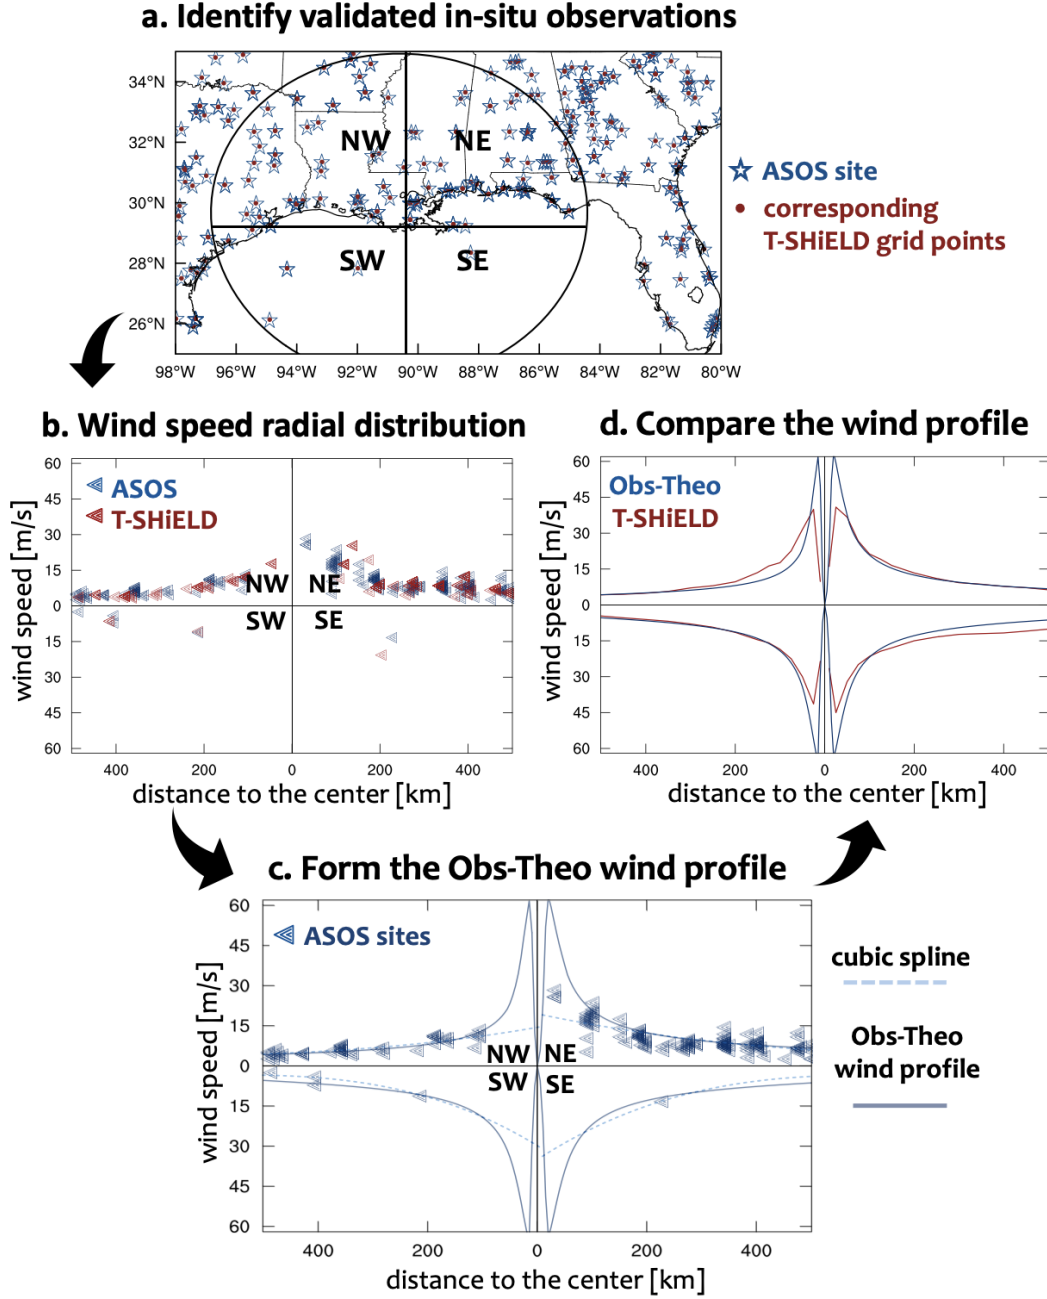 a. Identify validated in-situ observations
34°N
32°N
30°N
28°N
26°N
98°W 96°W 94°W 92°W 90°W 88°W 86°W 84°W 82°W 80°W
NW NE
SW SE
ASOS site
corresponding
T-SHiELD grid points
b. Wind speed radial distribution
wind speed [m/s]
60
45
30
15
0
15
30
45
60
ASOS
T-SHiELD
NW NE
SW SE
400 200 0 200 400
distance to the center [km]
d. Compare the wind profile
wind speed [m/s]
60
45
30
15
0
15
30
45
60
Obs-Theo
T-SHiELD
400 200 0 200 400
distance to the center [km]
c. Form the Obs-Theo wind profile
wind speed [m/s]
60
45
30
15
0
15
30
45
60
ASOS sites
NW NE
SW SE
400 200 0 200 400
distance to the center [km]
cubic spline
Obs-Theo
wind profile